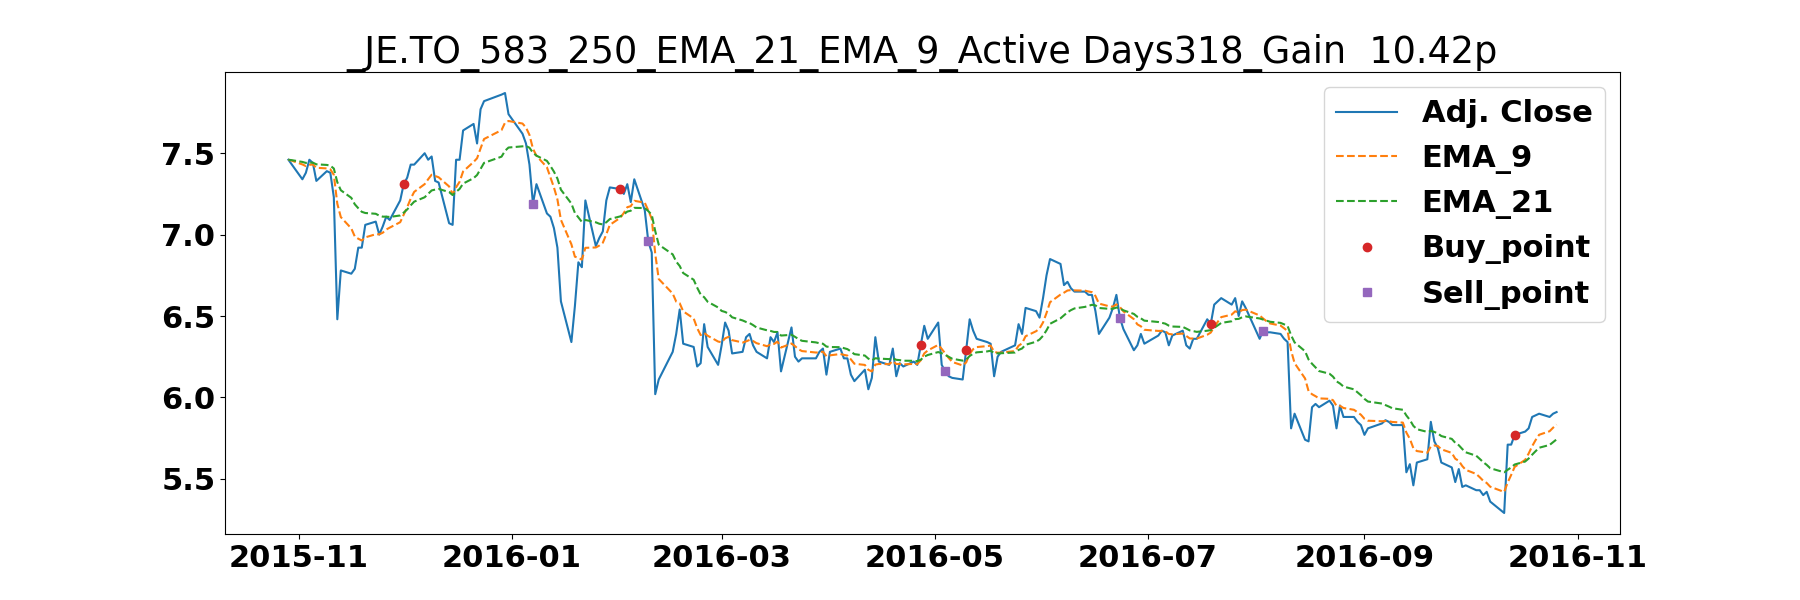 _JE.TO_583_250_EMA_21_EMA_9_Active Days318_Gain  10.42p
Adj. Close
EMA_9
EMA_21
Buy_point
Sell_point
7.5
7.0
6.5
6.0
5.5
2015-11 2016-01 2016-03 2016-05 2016-07 2016-09 2016-11